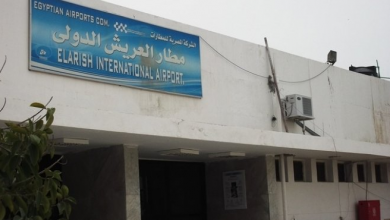 EGYPTIAN AIRPORTS COM.
الشركة المصرية للمطارات
مطار العريش الدولى
ELARISH INTERNATIONAL AIRPORT